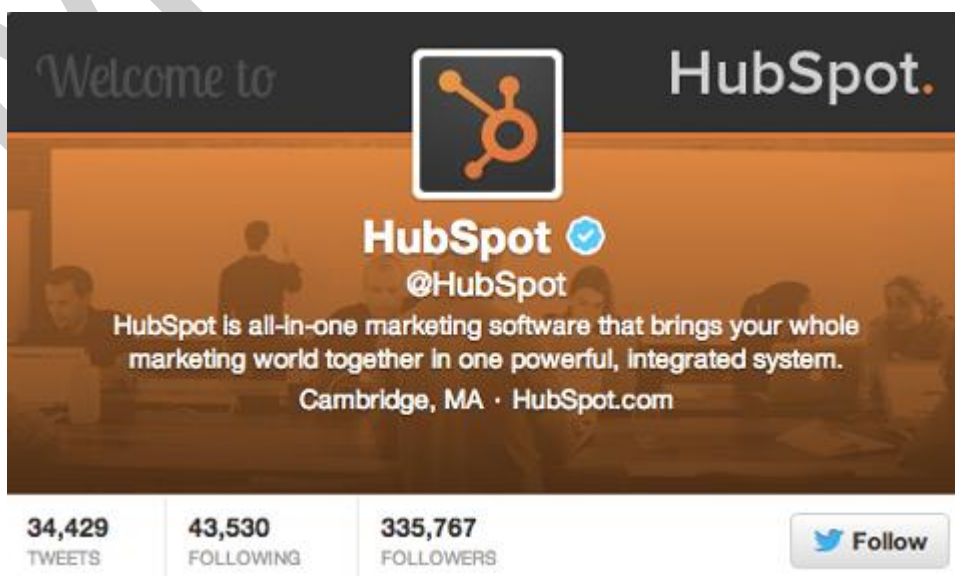 Welcome to HubSpot.
HubSpot
@HubSpot
HubSpot is all-in-one marketing software that brings your whole
marketing world together in one powerful, integrated system.
Cambridge, MA · HubSpot.com
34,429 43,530 335,767 Follow
TWEETS FOLLOWING FOLLOWERS